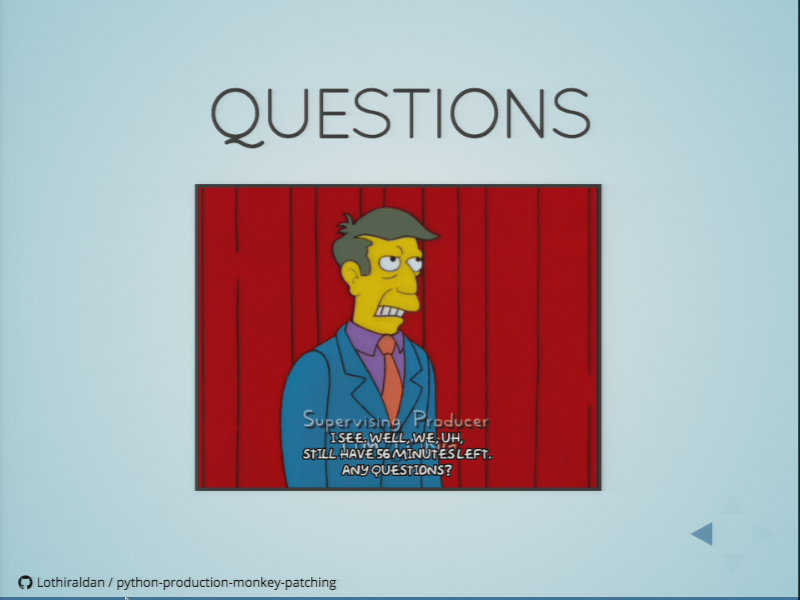 QUESTIONS
Supervising Producer
I SEE. WELL, WE, UH,
STILL HAVE 56 MINUTES LEFT.
ANY QUESTIONS?
Lothiraldan / python-production-monkey-patching